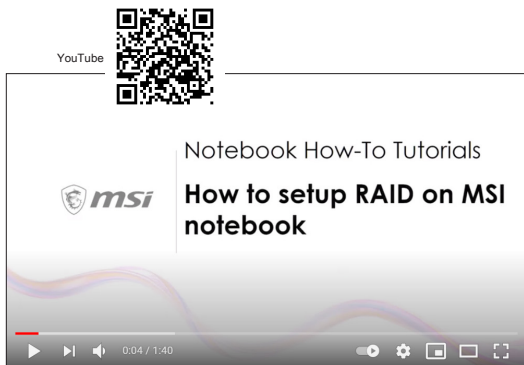 YouTube
Notebook How-To Tutorials
msi
How to setup RAID on MSI
notebook
0:04 / 1:40